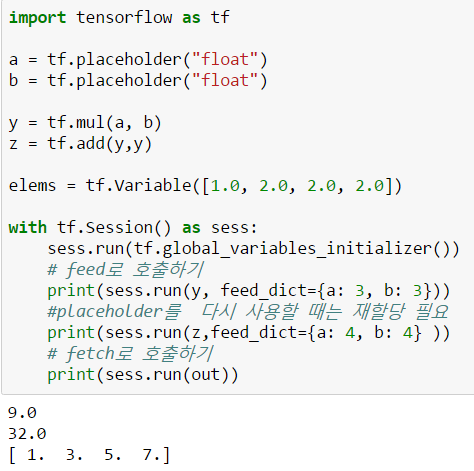 import tensorflow as tf
a = tf.placeholder("float")
b = tf.placeholder("float")
y = tf.mul(a, b)
z = tf.add(y,y)
elems = tf.Variable([1.0, 2.0, 2.0, 2.0])
with tf.Session() as sess:
    sess.run(tf.global_variables_initializer())
    # feed로 호출하기
    print(sess.run(y, feed_dict={a: 3, b: 3}))
    #placeholder를  다시 사용할 때는 재할당 필요
    print(sess.run(z,feed_dict={a: 4, b: 4} ))
    # fetch로 호출하기
    print(sess.run(out))
9.0
32.0
[ 1.  3.  5.  7.]